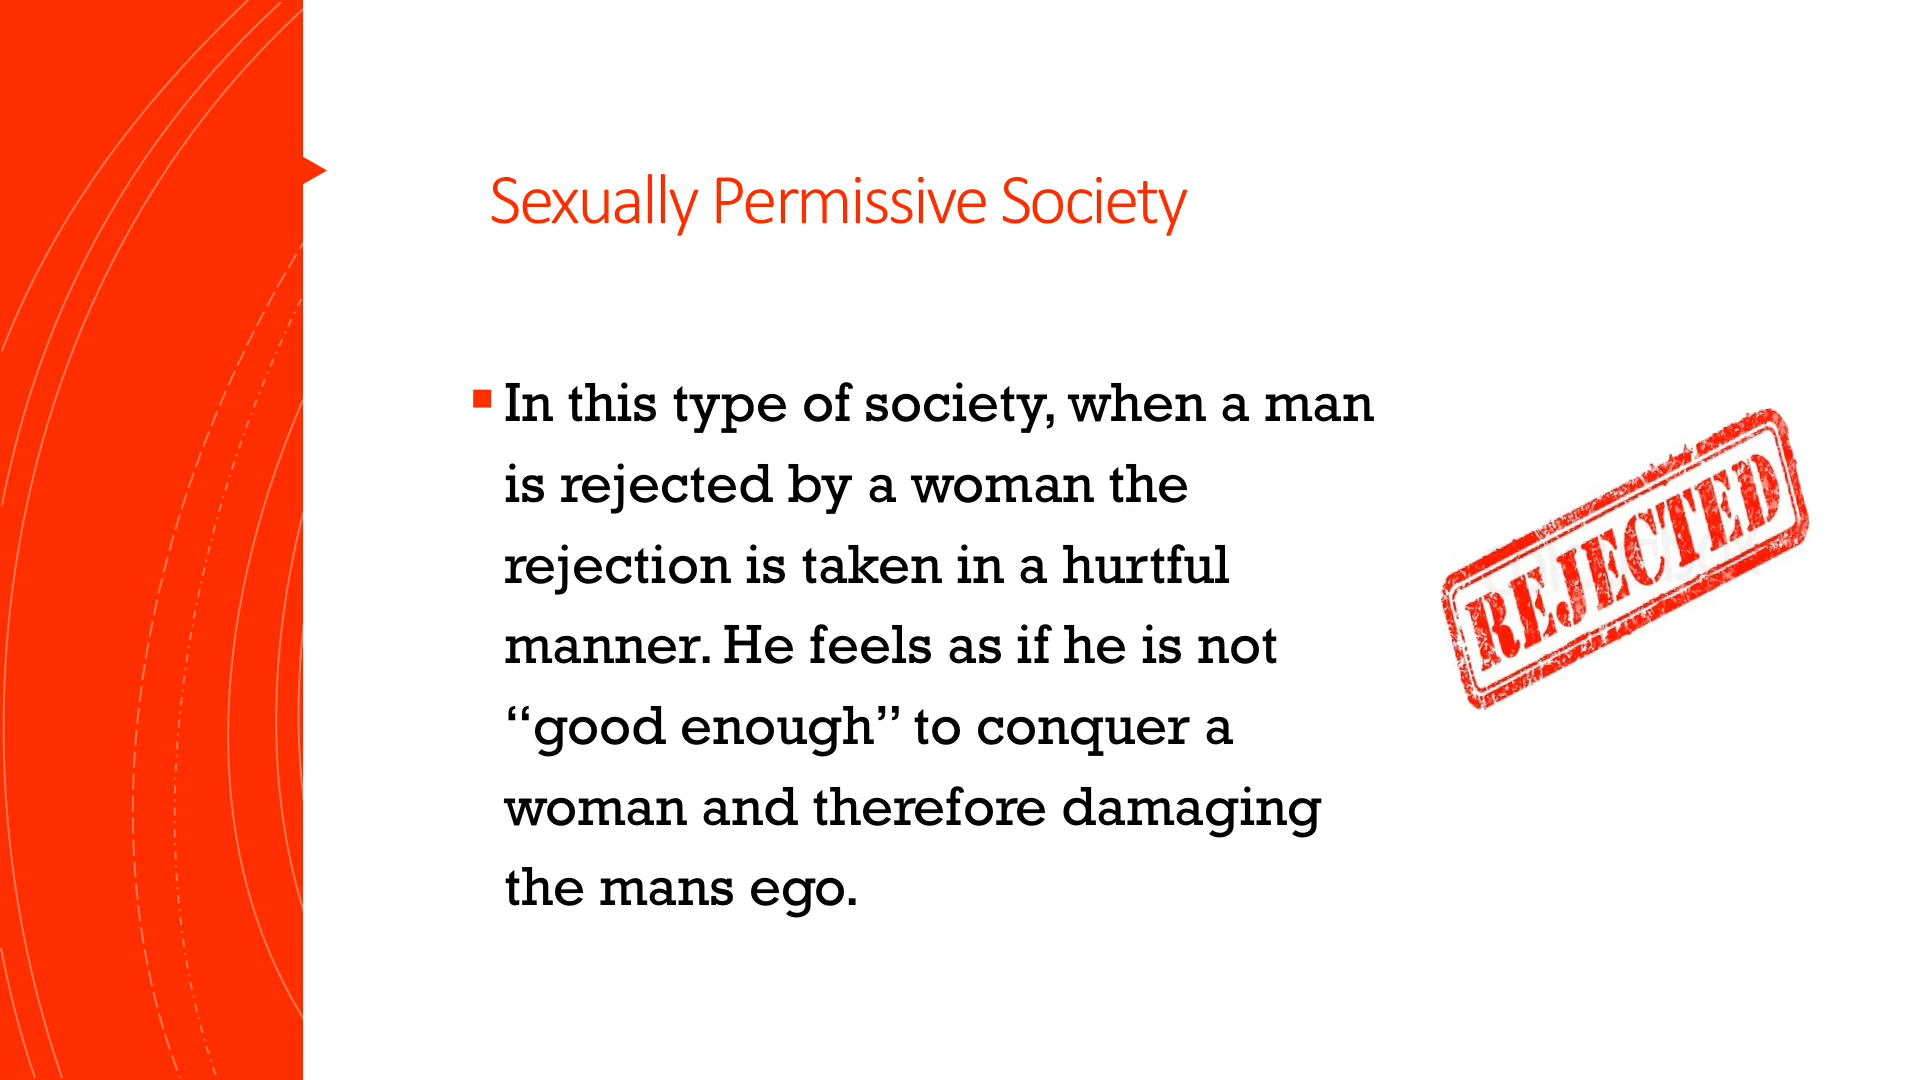 Sexually Permissive Society
In this type of society, when a man
is rejected by a woman the
rejection is taken in a hurtful
manner. He feels as if he is not
“good enough” to conquer a
woman and therefore damaging
the mans ego.
REJECTED